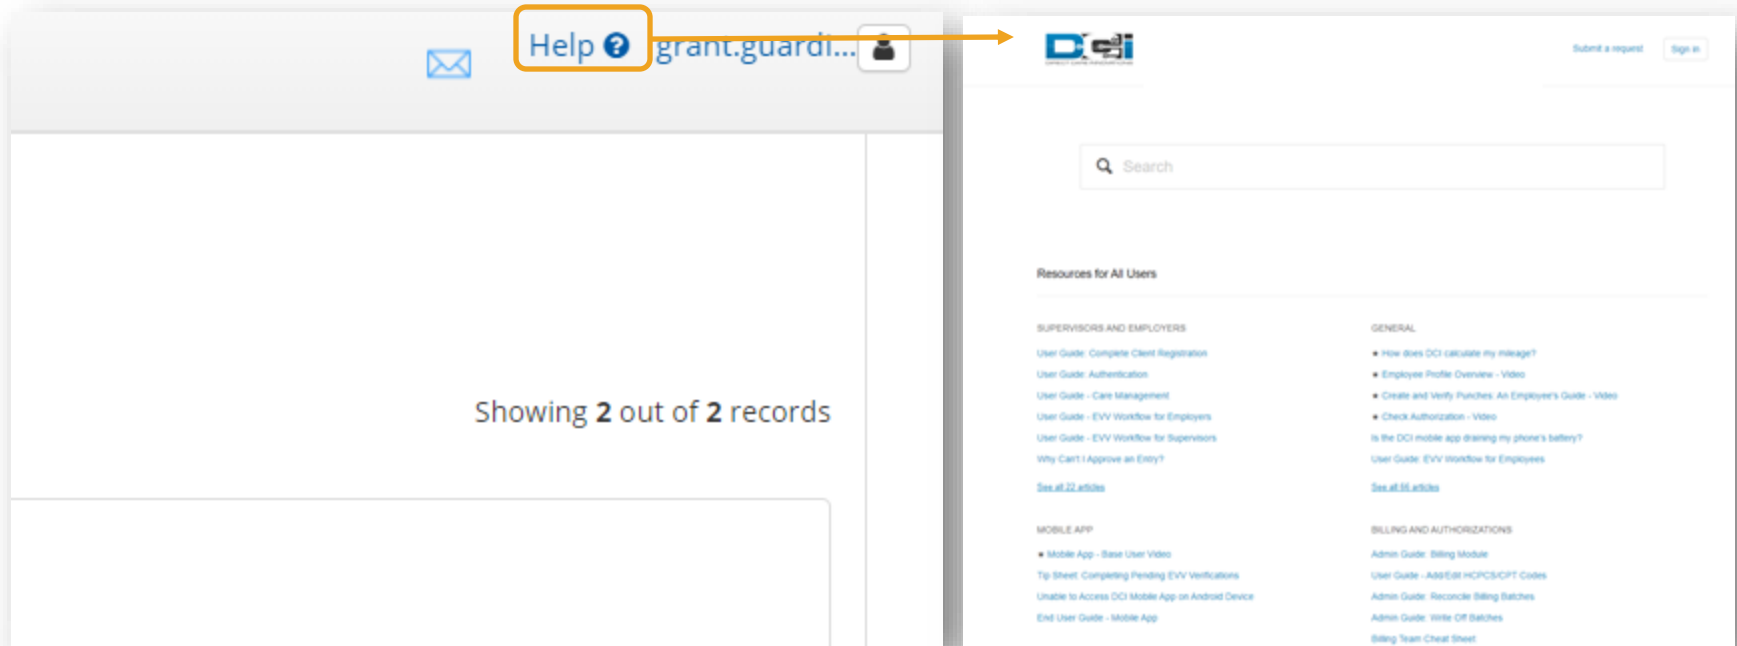 Help
grant.guardi...
Showing 2 out of 2 records
DCi
Submit a request
Sign in
Search
Resources for All Users
SUPERVISORS AND EMPLOYERS
User Guide: Complete Client Registration
User Guide: Authentication
User Guide - Care Management
User Guide - EVV Workflow for Employers
User Guide - EVV Workflow for Supervisors
Why Can't I Approve an Entry?
See all 22 articles
GENERAL
How does DCI calculate my mileage?
Employee Profile Overview - Video
Create and Verify Punches: An Employee's Guide - Video
Check Authorization - Video
Is the DCI mobile app draining my phone's battery?
User Guide: EVV Workflow for Employees
See all articles
MOBILE APP
Mobile App - Base User Video
Tip Sheet: Completing Pending EVV Verifications
Unable to Access DCI Mobile App on Android Device
End User Guide - Mobile App
BILLING AND AUTHORIZATIONS
Admin Guide: Billing Module
User Guide - Add/Edit HCPCS/CPT Codes
Admin Guide: Reconcile Billing Batches
Admin Guide: Write Off Batches
Billing Team Cheat Sheet